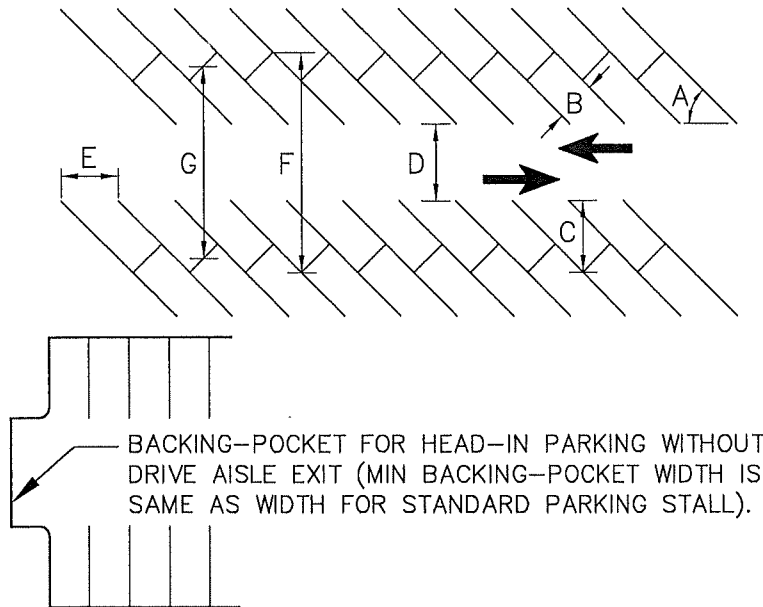 B
A
E
G
F
D
C
BACKING-POCKET FOR HEAD-IN PARKING WITHOUT
DRIVE AISLE EXIT (MIN BACKING-POCKET WIDTH IS
SAME AS WIDTH FOR STANDARD PARKING STALL).